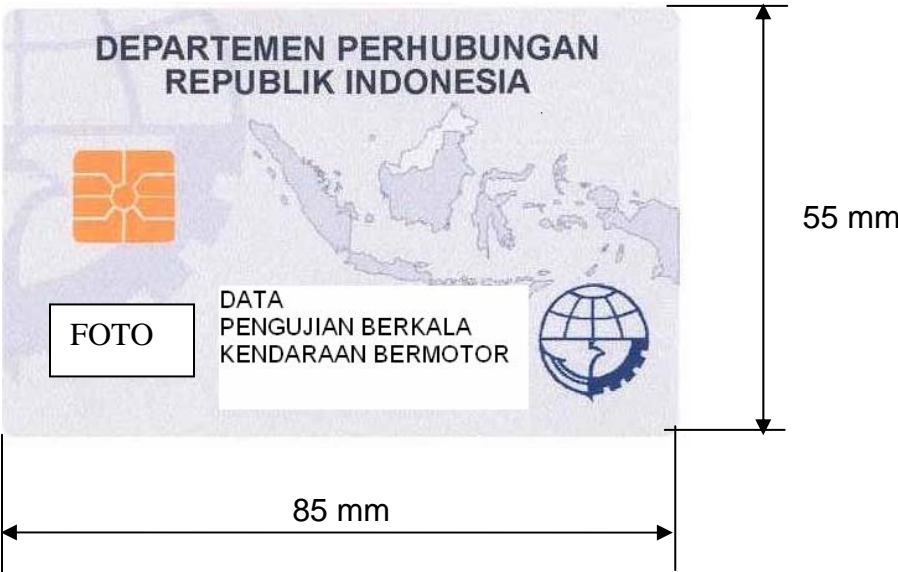 DEPARTEMEN PERHUBUNGAN
REPUBLIK INDONESIA
55 mm
FOTO
DATA
PENGUJIAN BERKALA
KENDARAAN BERMOTOR
85 mm